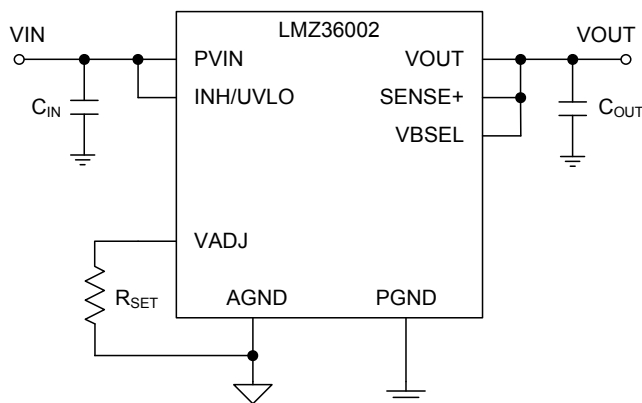 LMZ36002
VIN
VOUT
PVIN
VOUT
INH/UVLO
SENSE+
CIN
COUT
VBSEL
VADJ
RSET
AGND
PGND